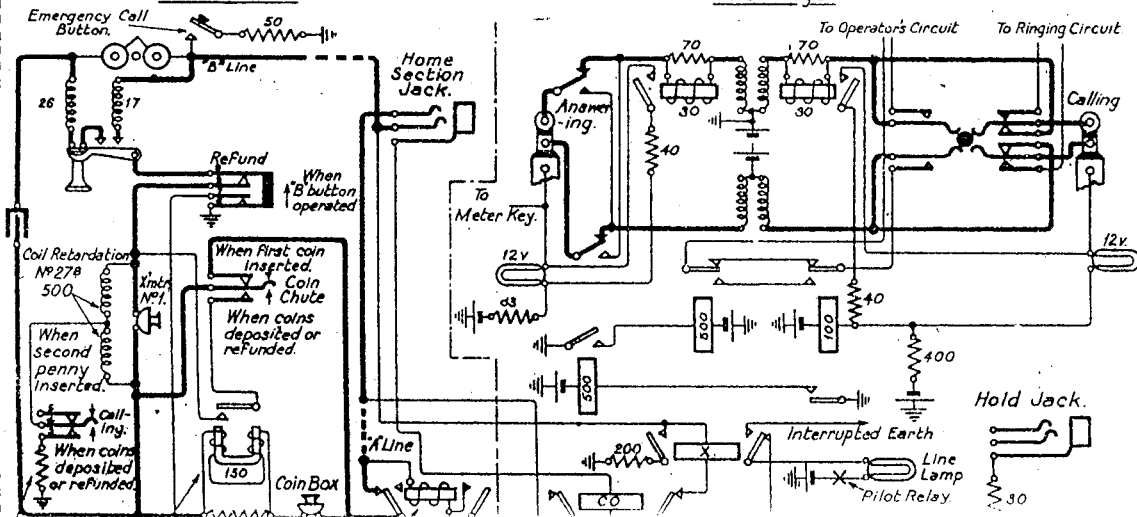 Emergency Call
Button.
50
"B" Line
26
17
Home
Section
Jack.
Refund
When
"B" button
operated
Coil Retardation
Nº 27B
500
Xmtr.
Nº 1.
When first coin
inserted.
Coin
Chute
When coins
deposited or
refunded.
When
second
penny
inserted.
Call-
ing.
When coins
deposited
or refunded.
150
Coin Box
"A" Line
To
Meter Key.
Answer
-ing.
70
30
40
70
30
To Operator's Circuit
To Ringing Circuit
Calling
12v.
12v.
500
100
40
400
500
200
X
CO
Interrupted Earth
Line
Lamp
Pilot Relay.
Hold Jack.
30